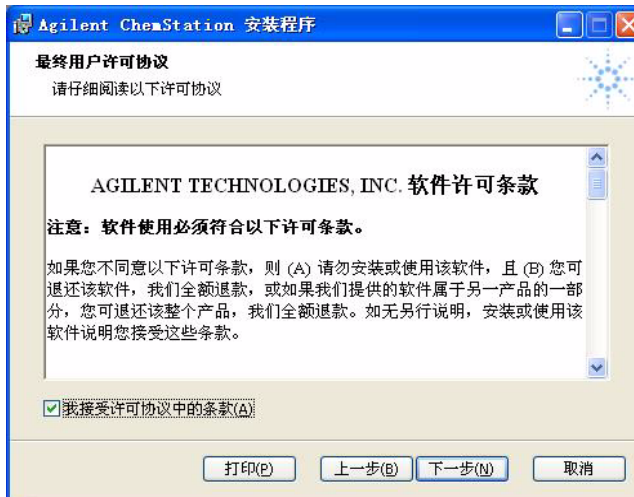 Agilent ChemStation 安装程序
最终用户许可协议
请仔细阅读以下许可协议
AGILENT TECHNOLOGIES, INC. 软件许可条款
注意：软件使用必须符合以下许可条款。
如果您不同意以下许可条款，则 (A) 请勿安装或使用该软件，且 (B) 您可
退还该软件，我们全额退款，或如果我们提供的软件属于另一产品的一部
分，您可退还该整个产品，我们全额退款。如无另行说明，安装或使用该
软件说明您接受这些条款。
我接受许可协议中的条款(A)
打印(P) 上一步(B) 下一步(N) 取消